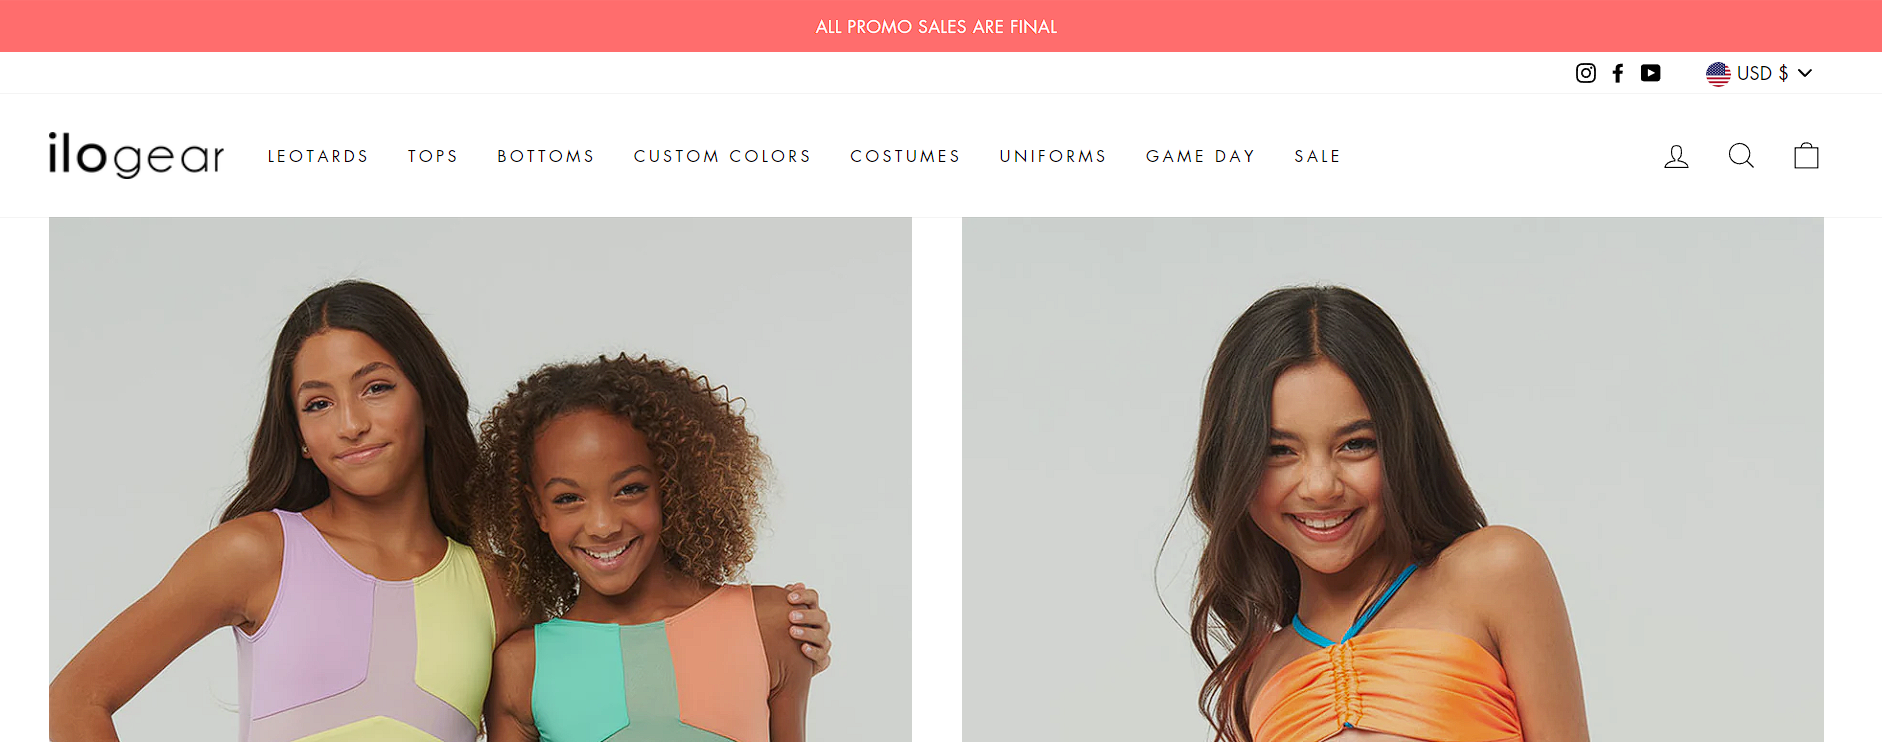 ALL PROMO SALES ARE FINAL
USD $
ilogear LEOTARDS TOPS BOTTOMS CUSTOM COLORS COSTUMES UNIFORMS GAME DAY SALE